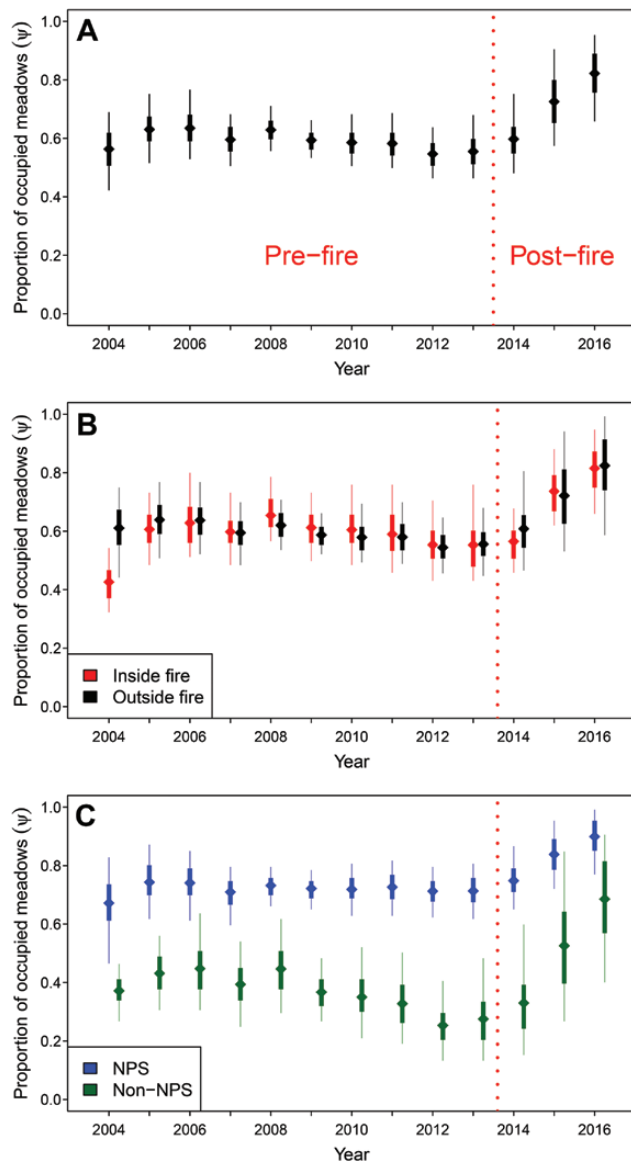 A
Proportion of occupied meadows (ψ)
1.0
0.8
0.6
0.4
0.2
0.0
Pre−fire
Post−fire
2004 2006 2008 2010 2012 2014 2016
Year
B
Proportion of occupied meadows (ψ)
1.0
0.8
0.6
0.4
0.2
0.0
Inside fire
Outside fire
2004 2006 2008 2010 2012 2014 2016
Year
C
Proportion of occupied meadows (ψ)
1.0
0.8
0.6
0.4
0.2
0.0
NPS
Non−NPS
2004 2006 2008 2010 2012 2014 2016
Year